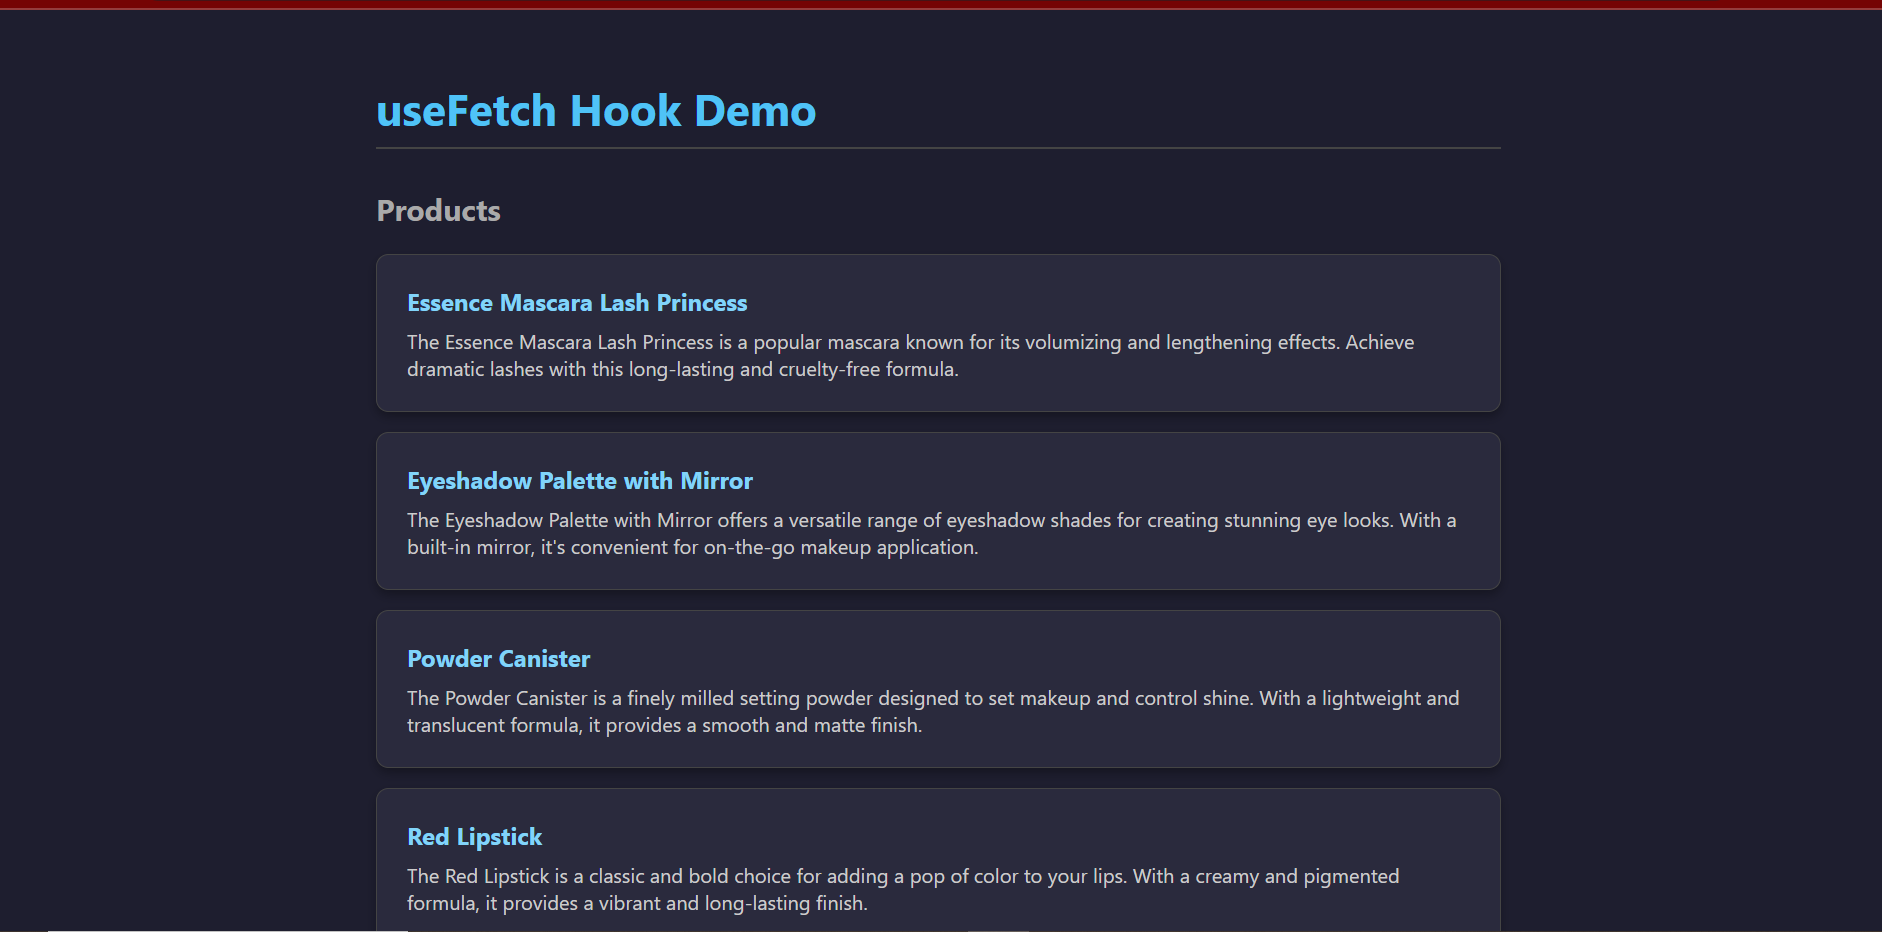 useFetch Hook Demo
Products
Essence Mascara Lash Princess
The Essence Mascara Lash Princess is a popular mascara known for its volumizing and lengthening effects. Achieve
dramatic lashes with this long-lasting and cruelty-free formula.
Eyeshadow Palette with Mirror
The Eyeshadow Palette with Mirror offers a versatile range of eyeshadow shades for creating stunning eye looks. With a
built-in mirror, it's convenient for on-the-go makeup application.
Powder Canister
The Powder Canister is a finely milled setting powder designed to set makeup and control shine. With a lightweight and
translucent formula, it provides a smooth and matte finish.
Red Lipstick
The Red Lipstick is a classic and bold choice for adding a pop of color to your lips. With a creamy and pigmented
formula, it provides a vibrant and long-lasting finish.